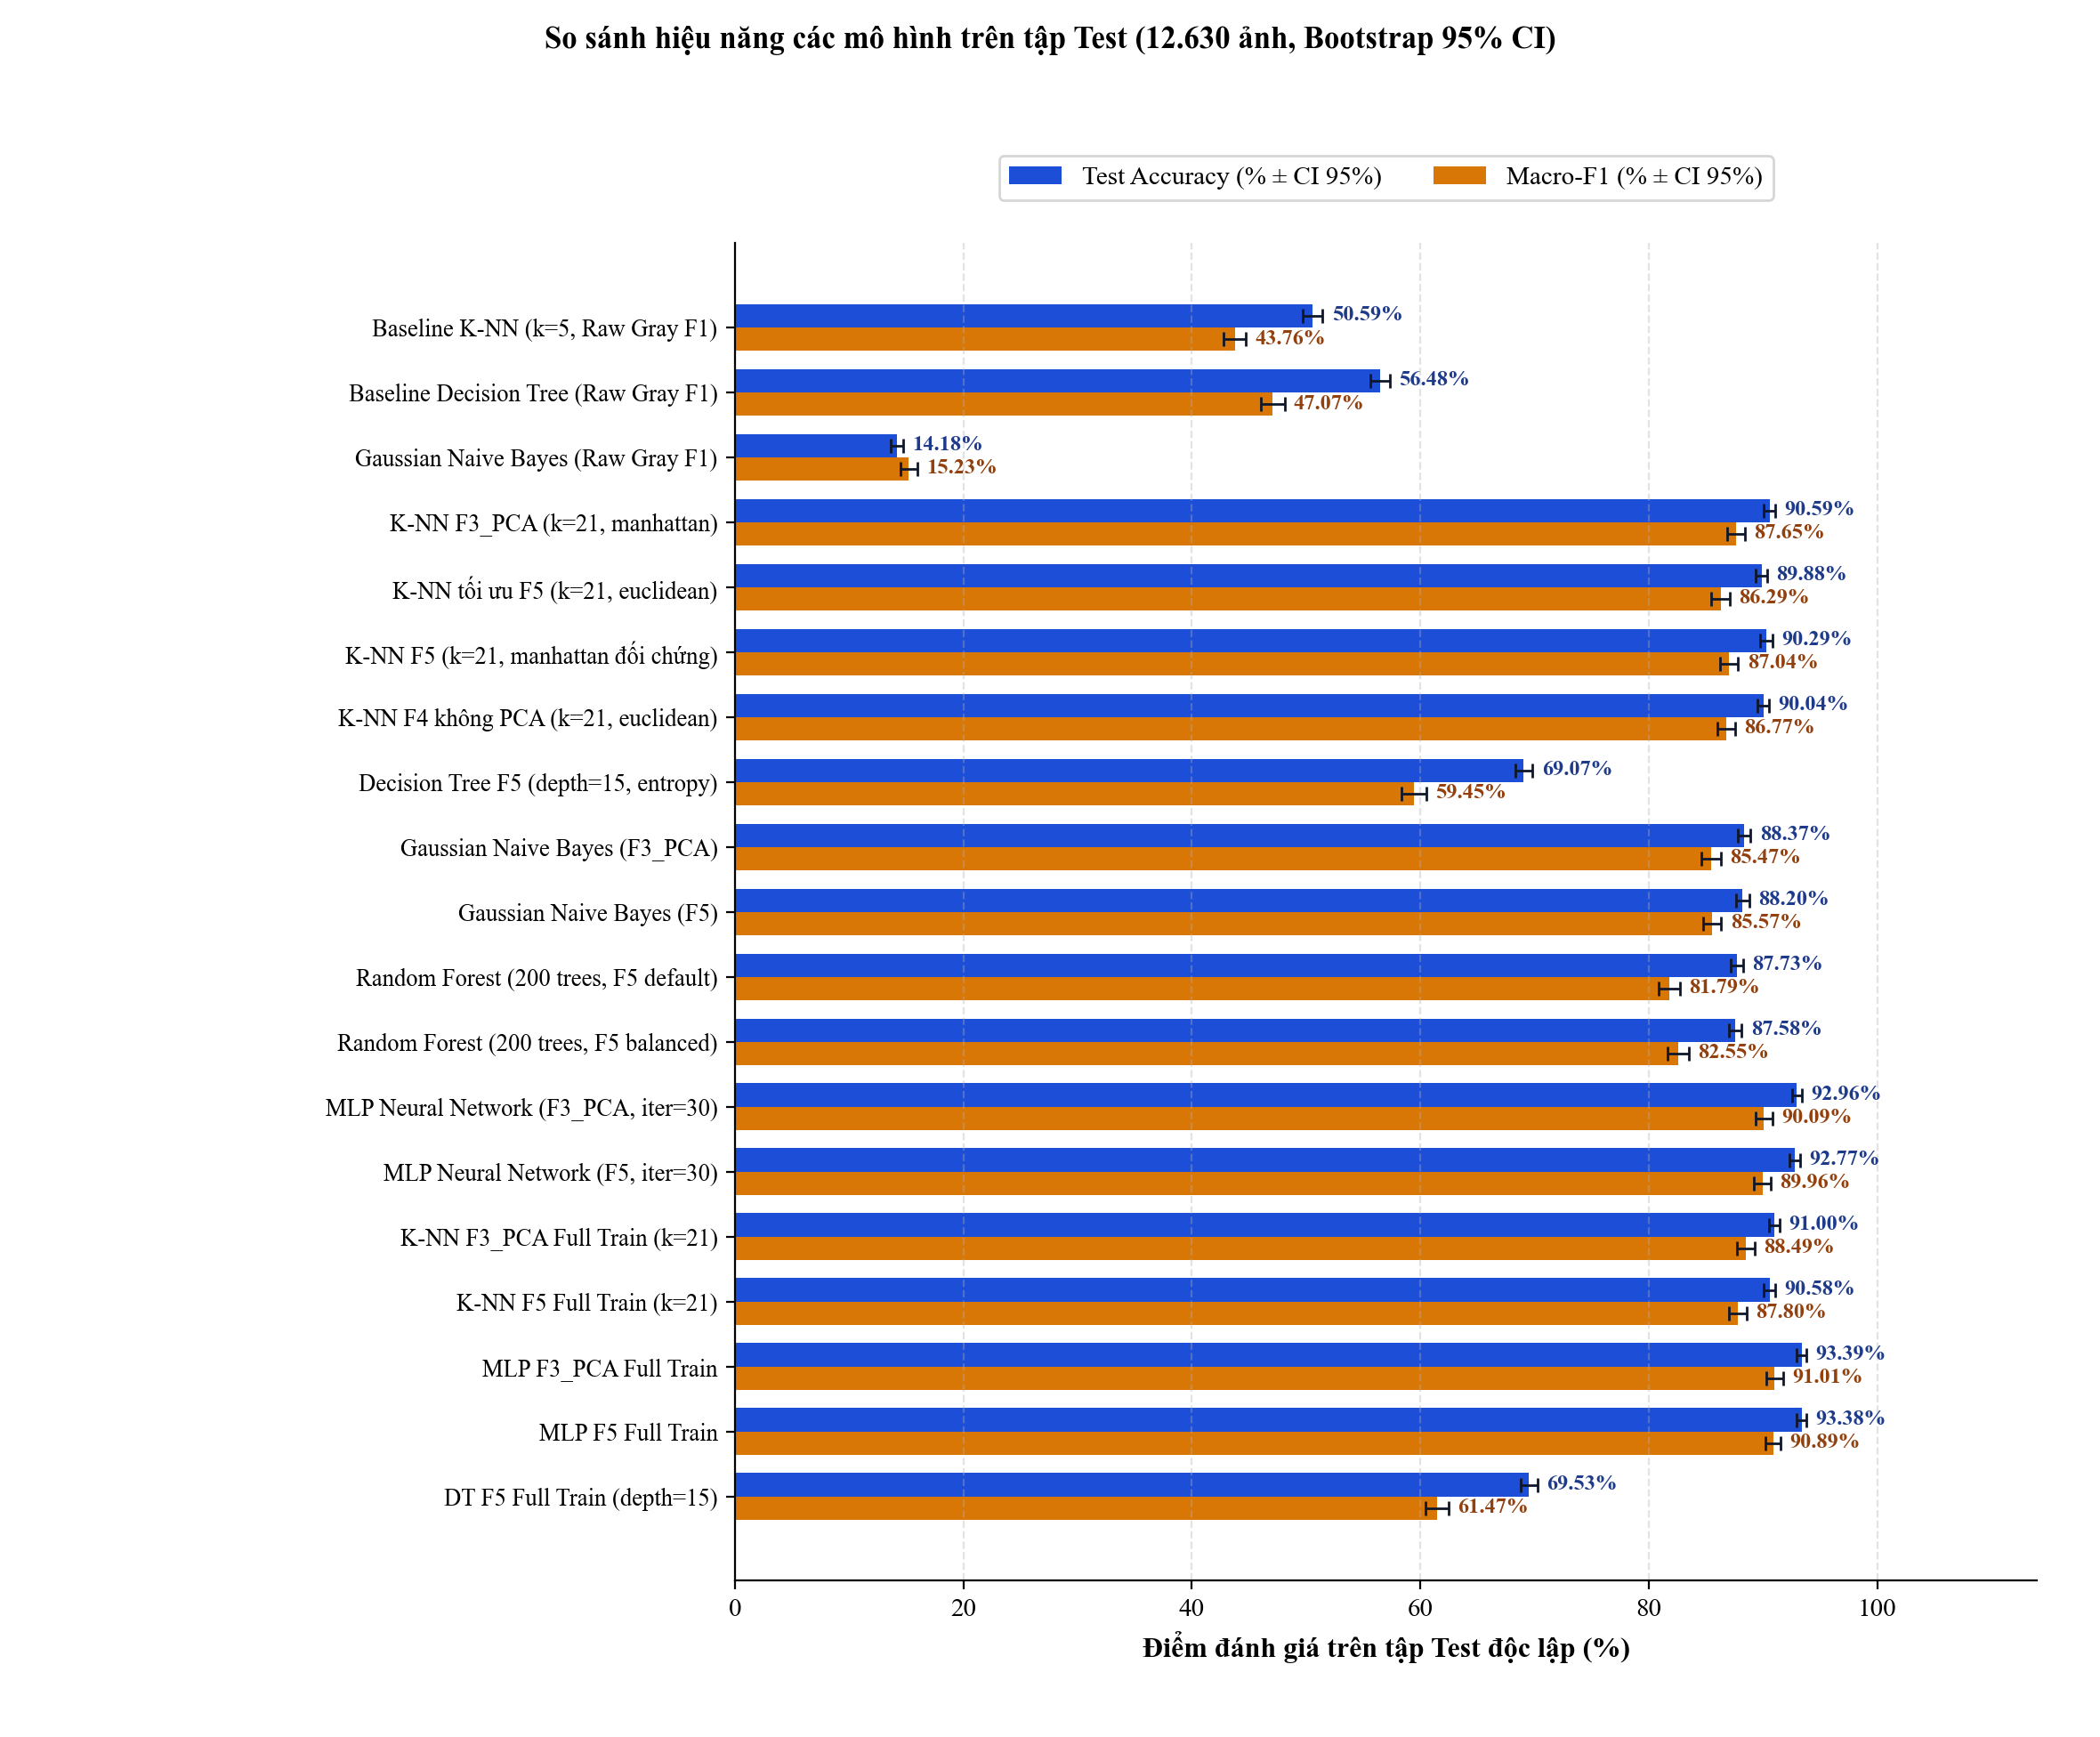 So sánh hiệu năng các mô hình trên tập Test (12.630 ảnh, Bootstrap 95% CI)
Test Accuracy (% ± CI 95%)
Macro-F1 (% ± CI 95%)
Baseline K-NN (k=5, Raw Gray F1)
50.59%
43.76%
Baseline Decision Tree (Raw Gray F1)
56.48%
47.07%
Gaussian Naive Bayes (Raw Gray F1)
14.18%
15.23%
K-NN F3_PCA (k=21, manhattan)
90.59%
87.65%
K-NN tối ưu F5 (k=21, euclidean)
89.88%
86.29%
K-NN F5 (k=21, manhattan đối chứng)
90.29%
87.04%
K-NN F4 không PCA (k=21, euclidean)
90.04%
86.77%
Decision Tree F5 (depth=15, entropy)
69.07%
59.45%
Gaussian Naive Bayes (F3_PCA)
88.37%
85.47%
Gaussian Naive Bayes (F5)
88.20%
85.57%
Random Forest (200 trees, F5 default)
87.73%
81.79%
Random Forest (200 trees, F5 balanced)
87.58%
82.55%
MLP Neural Network (F3_PCA, iter=30)
92.96%
90.09%
MLP Neural Network (F5, iter=30)
92.77%
89.96%
K-NN F3_PCA Full Train (k=21)
91.00%
88.49%
K-NN F5 Full Train (k=21)
90.58%
87.80%
MLP F3_PCA Full Train
93.39%
91.01%
MLP F5 Full Train
93.38%
90.89%
DT F5 Full Train (depth=15)
69.53%
61.47%
0 20 40 60 80 100
Điểm đánh giá trên tập Test độc lập (%)